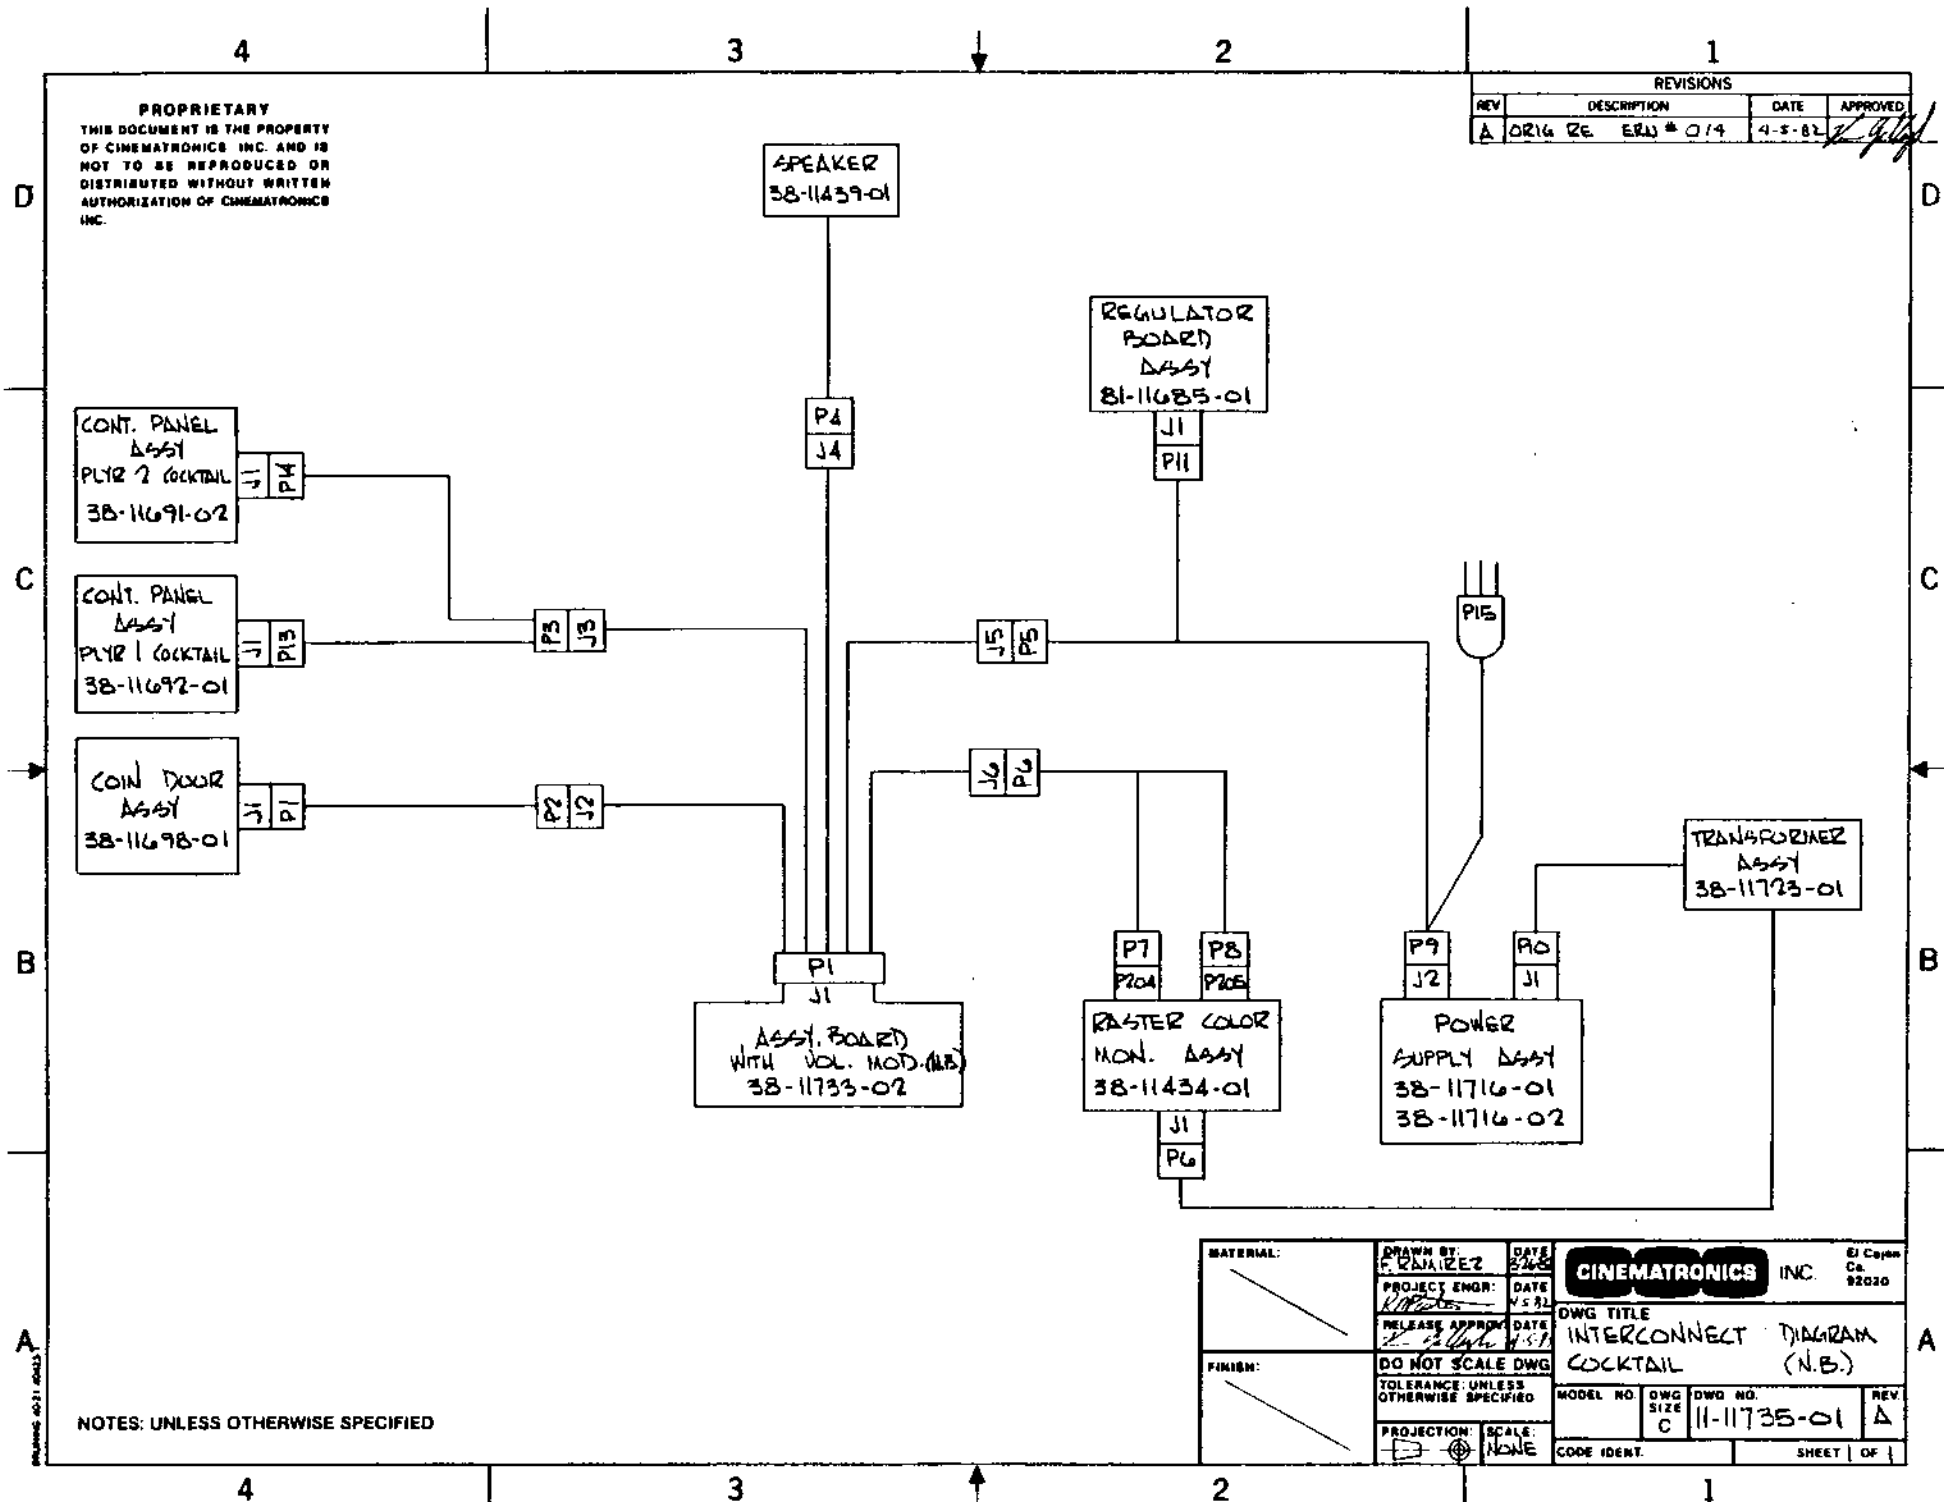 4 3 2 1
PROPRIETARY
THIS DOCUMENT IS THE PROPERTY
OF CINEMATRONICS INC. AND IS
NOT TO BE REPRODUCED OR
DISTRIBUTED WITHOUT WRITTEN
AUTHORIZATION OF CINEMATRONICS
INC.
REVISIONS
REV DESCRIPTION DATE APPROVED
A ORIG RE ERN # 014 4-5-82
D
D
SPEAKER
38-11439-01
P4
J4
REGULATOR
BOARD
ASSY
81-11685-01
J1
P11
CONT. PANEL
ASSY
PLYR 2 COCKTAIL
38-11691-02
J1 P14
C
C
CONT. PANEL
ASSY
PLYR 1 COCKTAIL
38-11692-01
J1 P13
P3 J3
J5 P5
P15
COIN DOOR
ASSY
38-11698-01
J1 P1
P2 J2
J6 P6
TRANSFORMER
ASSY
38-11723-01
B
B
P1
J1
ASSY. BOARD
WITH VOL. MOD. (N.B)
38-11733-02
P7
P204
P8
P205
RASTER COLOR
MON. ASSY
38-11434-01
J1
P6
P9
J2
P10
J1
POWER
SUPPLY ASSY
38-11716-01
38-11716-02
A
A
NOTES: UNLESS OTHERWISE SPECIFIED
MATERIAL:
FINISH:
DRAWN BY: DATE
F. RAMIREZ
PROJECT ENGR: DATE
4-5-82
RELEASE APPROV DATE
DO NOT SCALE DWG
TOLERANCE: UNLESS
OTHERWISE SPECIFIED
PROJECTION: SCALE:
NONE
CINEMATRONICS INC.
El Cajon
Ca.
92020
DWG TITLE
INTERCONNECT DIAGRAM
COCKTAIL (N.B.)
MODEL NO. DWG SIZE C DWG NO. 11-11735-01 REV. A
CODE IDENT. SHEET 1 OF 1
4 3 2 1